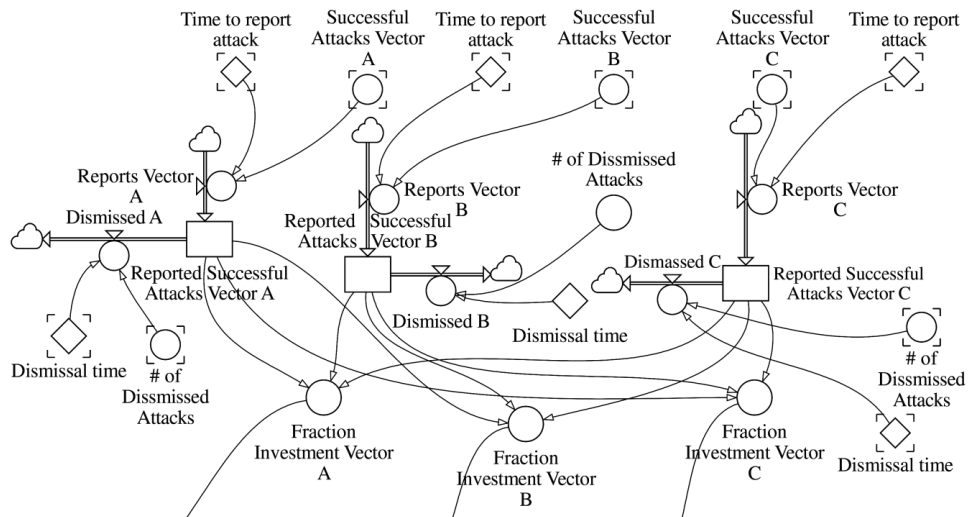 Time to report
attack
Successful
Attacks Vector
A
Time to report
attack
Successful
Attacks Vector
B
Successful
Attacks Vector
C
Time to report
attack
Reports Vector
A
Reports Vector
B
# of Dissmissed
Attacks
Reports Vector
C
Dismissed A
Reported Successful
Attacks Vector B
Reported Successful
Attacks Vector A
Dismissed B
Dismissal time
Dismassed C
Reported Successful
Attacks Vector C
Dismissal time
# of
Dissmissed
Attacks
# of
Dissmissed
Attacks
Dismissal time
Fraction
Investment Vector
A
Fraction
Investment Vector
B
Fraction
Investment Vector
C